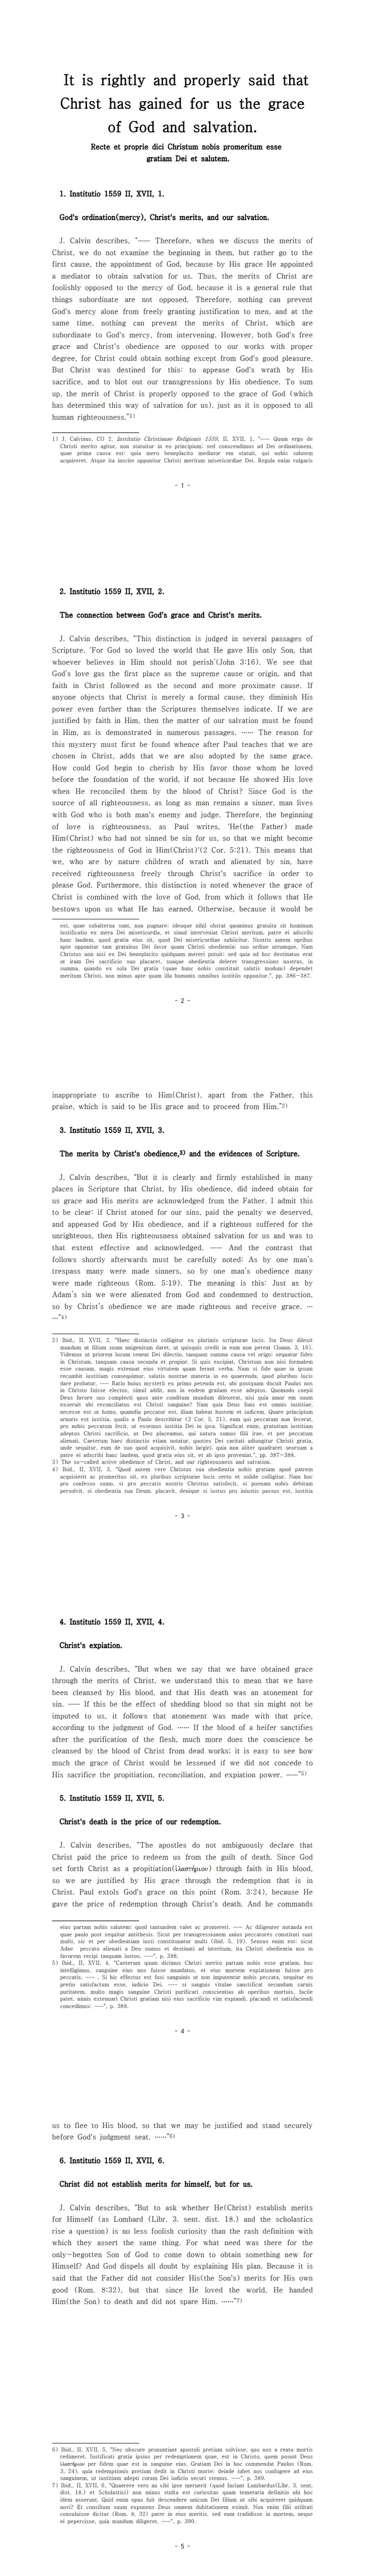 It is rightly and properly said that
Christ has gained for us the grace
of God and salvation.
Recte et proprie dici Christum nobis promeritum esse
gratiam Dei et salutem.
1. Institutio 1559 II, XVII, 1.
God's ordination(mercy), Christ's merits, and our salvation.
J. Calvin describes, "…… Therefore, when we discuss the merits of
Christ, we do not examine the beginning in them, but rather go to the
first cause, the appointment of God, because by His grace He appointed
a mediator to obtain salvation for us. Thus, the merits of Christ are
foolishly opposed to the mercy of God, because it is a general rule that
things subordinate are not opposed. Therefore, nothing can prevent
God's mercy alone from freely granting justification to men, and at the
same time, nothing can prevent the merits of Christ, which are
subordinate to God's mercy, from intervening. However, both God's free
grace and Christ's obedience are opposed to our works with proper
degree, for Christ could obtain nothing except from God's good pleasure.
But Christ was destined for this: to appease God's wrath by His
sacrifice, and to blot out our transgressions by His obedience. To sum
up, the merit of Christ is properly opposed to the grace of God (which
has determined this way of salvation for us), just as it is opposed to all
human righteousness."1)
1) J. Calvinus, CO 2, Institutio Christianae Religionis 1559, II, XVII, 1, "…… Quum ergo de
Christi merito agitur, non statuitur in eo principium: sed conscendimus ad Dei ordinationem,
quae prima causa est: quia mero beneplacito mediator em statuit, qui nobis salutem
acquireret. Atque ita inscite opponitur Christi meritum misericordiae Dei. Regula enim vulgaris
- 1 -
2. Institutio 1559 II, XVII, 2.
The connection between God's grace and Christ's merits.
J. Calvin describes, "This distinction is judged in several passages of
Scripture. 'For God so loved the world that He gave His only Son, that
whoever believes in Him should not perish'(John 3:16). We see that
God's love gas the first place as the supreme cause or origin, and that
faith in Christ followed as the second and more proximate cause. If
anyone objects that Christ is merely a formal cause, they diminish His
power even further than the Scriptures themselves indicate. If we are
justified by faith in Him, then the matter of our salvation must be found
in Him, as is demonstrated in numerous passages. …… The reason for
this mystery must first be found whence after Paul teaches that we are
chosen in Christ, adds that we are also adopted by the same grace.
How could God begin to cherish by His favor those whom he loved
before the foundation of the world, if not because He showed His love
when He reconciled them by the blood of Christ? Since God is the
source of all righteousness, as long as man remains a sinner, man lives
with God who is both man's enemy and judge. Therefore, the beginning
of love is righteousness, as Paul writes, 'He(the Father) made
Him(Christ) who had not sinned be sin for us, so that we might become
the righteousness of God in Him(Christ)'(2 Cor. 5:21). This means that
we, who are by nature children of wrath and alienated by sin, have
received righteousness freely through Christ's sacrifice in order to
please God. Furthermore, this distinction is noted whenever the grace of
Christ is combined with the love of God, from which it follows that He
bestows upon us what He has earned. Otherwise, because it would be
est, quae subalterna sunt, non pugnare: ideoque nihil obstat quominus gratuita sit hominum
iustificatio ex mera Dei misericordia, et simul interveniat Christi meritum, parte ei adscribi
hanc laudem, quod gratia eius sit, quod Dei misericordiae subiicitur. Nostris autem opribus
apte opponitur tam gratuitus Dei favor quam Christi obedientia: suo ordine utrumque. Nam
Christus non nisi ex Dei beneplacito quidquam mereri potuit: sed quia ad hoc destinatus erat
ut iram Dei sacrificio suo placaret, suaque obedientia deleret transgressiones nostras, in
summa, quando ex sola Dei gratia (quae hunc nobis constituit salutis modum) dependet
meritum Christi, non minus apte quam illa humanis omnibus iustitiis opponitur.", pp. 386-387.
- 2 -
inappropriate to ascribe to Him(Christ), apart from the Father, this
praise, which is said to be His grace and to proceed from Him."2)
3. Institutio 1559 II, XVII, 3.
The merits by Christ's obedience,3) and the evidences of Scripture.
J. Calvin describes, "But it is clearly and firmly established in many
places in Scripture that Christ, by His obedience, did indeed obtain for
us grace and His merits are acknowledged from the Father. I admit this
to be clear: if Christ atoned for our sins, paid the penalty we deserved,
and appeased God by His obedience, and if a righteous suffered for the
unrighteous, then His righteousness obtained salvation for us and was to
that extent effective and acknowledged. …… And the contrast that
follows shortly afterwards must be carefully noted: As by one man's
trespass many were made sinners, so by one man's obedience many
were made righteous (Rom. 5:19). The meaning is this: Just as by
Adam's sin we were alienated from God and condemned to destruction,
so by Christ's obedience we are made righteous and receive grace. …
…"4)
2) Ibid., II, XVII, 2, "Haec distinctio colligitur ex plurimis scripturae locis. Ita Deus dilexit
mundum ut filium suum unigenitum daret, ut quisquis credit in eum non pereat (Ioann. 3, 16).
Videmus ut priorem locum teneat Dei dilectio, tanquam summa causa vel origo: sequatur fides
in Christum, tanquam causa secunda et propior. Si quis excipiat, Christum non nisi formalem
esse causam, magis extenuat eius virtutem quam ferant verba. Nam si fide quae in ipsum
recumbit iustitiam consequimur, salutis nostrae materia in eo quaerenda, quod pluribus locis
dare probatur. …… Ratio huius mysterii ex primo petenda est, ubi postquam docuit Paulus nos
in Christo fuisse electos, simul addit, nos in eodem gratiam esse adeptos. Quomodo coepit
Deus favore suo complecti quos ante conditum mundum dilexerat, nisi quia amor em suum
exseruit ubi reconciliatus est Christi sanguine? Nam quia Deus fons est omnis iustitiae,
necesse est ut homo, quamdiu peccator est, illum habeat hostem et iudicem. Quare principium
amoris est iustitia, qualis a Paulo describitur (2 Cor. 5, 21), eum qui peccatum non fecerat,
pro nobis peccatum fecit, ut essemus iustitia Dei in ipso. Significat enim, gratuitam iustitiam
adeptos Christi sacrificio, ut Deo placeamus, qui natura sumus filii irae, et per peccatum
alienati. Caeterum haec distinctio etiam notatur, quoties Dei caritati adiungitur Christi gratia,
unde sequitur, eum de suo quod acquisivit, nobis largiri: quia non aliter quadraret seorsum a
patre ei adscribi hanc laudem, quod gratia eius sit, et ab ipso proveniat.", pp. 387-388.
3) The so-called active obedience of Christ, and our righteousness and salvation.
4) Ibid., II, XVII, 3, "Quod autem vere Christus sua obedientia nobis gratiam apud patrem
acquisierit ac promeritus sit, ex pluribus scripturae locis certo et solide colligitur. Nam hoc
pro confesso sumo, si pro peccatis nostris Christus satisfecit, si poenam nobis debitam
persolvit, si obedientia sua Deum, placavit, denique si iustus pro iniustis passus est, iustitia
- 3 -
4. Institutio 1559 II, XVII, 4.
Christ's expiation.
J. Calvin describes, "But when we say that we have obtained grace
through the merits of Christ, we understand this to mean that we have
been cleansed by His blood, and that His death was an atonement for
sin. …… If this be the effect of shedding blood so that sin might not be
imputed to us, it follows that atonement was made with that price,
according to the judgment of God. …… If the blood of a heifer sanctifies
after the purification of the flesh, much more does the conscience be
cleansed by the blood of Christ from dead works: it is easy to see how
much the grace of Christ would be lessened if we did not concede to
His sacrifice the propitiation, reconciliation, and expiation power. ……"5)
5. Institutio 1559 II, XVII, 5.
Christ's death is the price of our redemption.
J. Calvin describes, "The apostles do not ambiguously declare that
Christ paid the price to redeem us from the guilt of death. Since God
set forth Christ as a propitiation(ἱλαστήριον) through faith in His blood,
so we are justified by His grace through the redemption that is in
Christ. Paul extols God's grace on this point (Rom. 3:24), because He
gave the price of redemption through Christ's death. And he commands
eius partam nobis salutem: quod tantundem valet ac promereri. …… Ac diligenter notanda est
quae paulo post sequitur antithesis. Sicut per transgressionem unius peccatores constituti sunt
multi, sic et per obedientiam iusti constituuntur multi (ibid. 5, 19). Sensus enim est: sicut
Adae peccato alienati a Deo sumus et destinati ad interitum, ita Christi obedientia nos in
favorem recipi tanquam iustos. ……", p. 388.
5) Ibid., II, XVII, 4, "Caeterum quum dicimus Christi merito partam nobis esse gratiam, hoc
intelligimus, sanguine eius nos fuisse mundatos, et eius mortem expiationem fuisse pro
peccatis. …… . Si hic effectus est fusi sanguinis ut non imputentur nobis peccata, sequitur eo
pretio satisfactum esse, iudicio Dei. …… si sanguis vitulae sanctificat secundum carnis
puritatem, multo magis sanguine Christi purificari conscientias ab operibus mortuis, facile
patet, nimis extenuari Christi gratiam nisi eius sacrificio vim expiandi, placandi et satisfaciendi
concedimus: ……", p. 388.
- 4 -
us to flee to His blood, so that we may be justified and stand securely
before God's judgment seat. ……"6)
6. Institutio 1559 II, XVII, 6.
Christ did not establish merits for himself, but for us.
J. Calvin describes, "But to ask whether He(Christ) establish merits
for Himself (as Lombard (Libr. 3. sent. dist. 18.) and the scholastics
rise a question) is no less foolish curiosity than the rash definition with
which they assert the same thing. For what need was there for the
only-begotten Son of God to come down to obtain something new for
Himself? And God dispels all doubt by explaining His plan. Because it is
said that the Father did not consider His(the Son's) merits for His own
good (Rom. 8:32), but that since He loved the world, He handed
Him(the Son) to death and did not spare Him. ……"7)
6) Ibid., II, XVII, 5, "Nec obscure pronuntiant apostoli pretium solvisse, quo nos a reatu mortis
redimeret. Iustificati gratia ipsius per redemptionem quae, est in Christo, quem posuit Deus
ἱλαστήριον per fidem quae est in sanguine eius. Gratiam Dei in hoc commendat Paulus (Rom.
3, 24), quia redemptionis pretium dedit in Christi morte: deinde iubet nos confugere ad eius
sanguinem, ut iustitiam adepti coram Dei iudicio securi stemus. ……", p. 389.
7) Ibid., II, XVII, 6, "Quaerere vero an sibi ipse meruerit (quod faciunt Lombardus(Libr. 3. sent.
dist. 18.) et Scholastici) non minus stulta est curiositas quam temeraria definitio ubi hoc
idem asserunt. Quid enim opus fuit descendere unicum Dei filium ut sibi acquireret quidquam
novi? Et consilium suum exponens Deus omnem dubitationem eximit. Non enim filii utilitati
consuluisse dicitur (Rom. 8, 32) pater in eius meritis, sed eum tradidisse in mortem, neque
ei pepercisse, quia mundum diligeret. ……", p. 390.
- 5 -